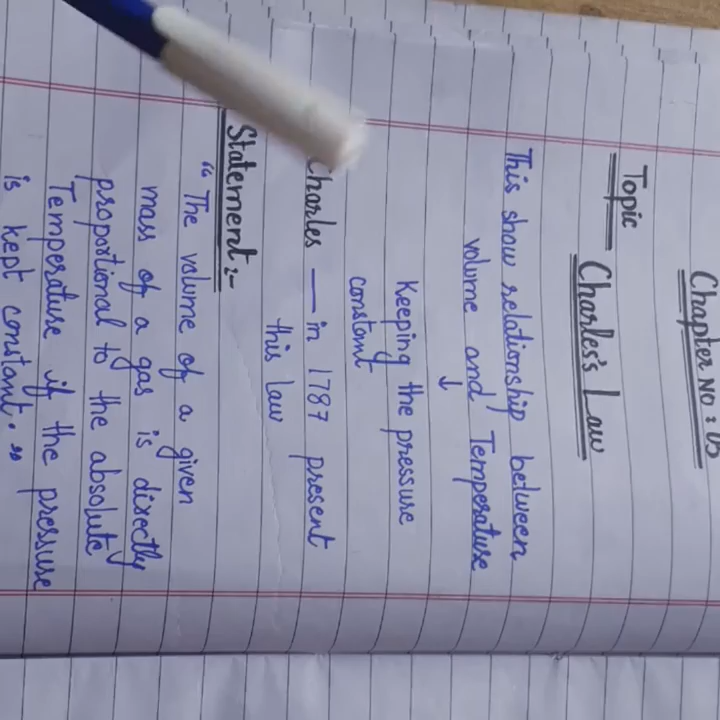 Chapter No : 05
Topic
Charles's Law
This show relationship between
volume and Temperature
↓
Keeping the pressure
constant
Charles — in 1787 present
this law
Statement:-
“ The volume of a given
mass of a gas is directly
proportional to the absolute
Temperature if the pressure
is kept constant. ”